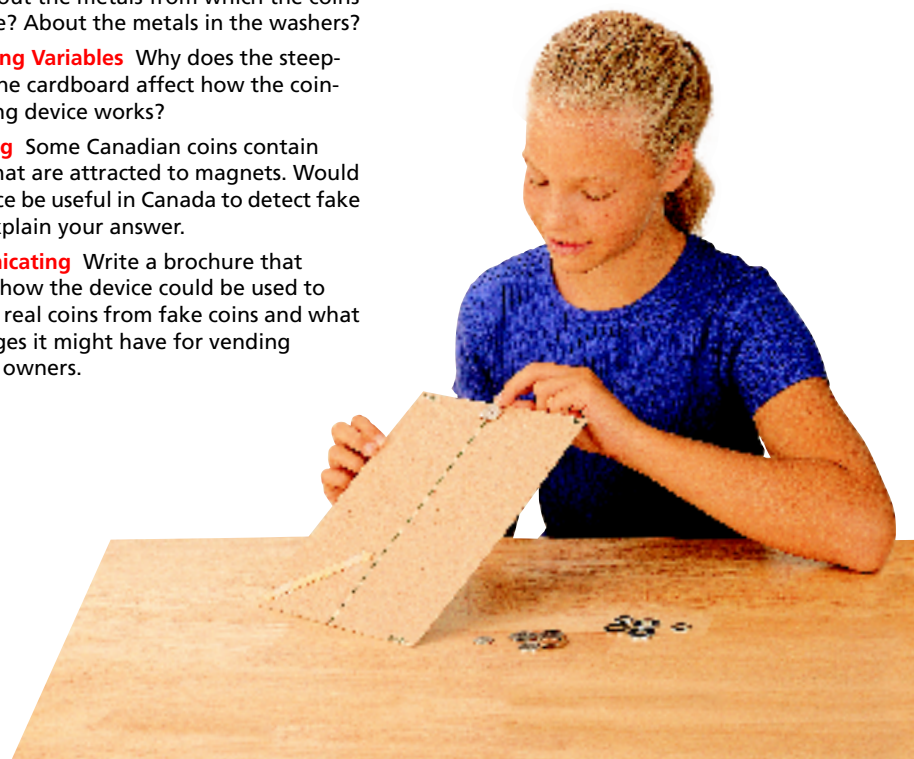 out the metals from which the coins
e? About the metals in the washers?
ng Variables Why does the steep-
he cardboard affect how the coin-
ng device works?
g Some Canadian coins contain
hat are attracted to magnets. Would
ce be useful in Canada to detect fake
xplain your answer.
nicating Write a brochure that
how the device could be used to
real coins from fake coins and what
ges it might have for vending
owners.